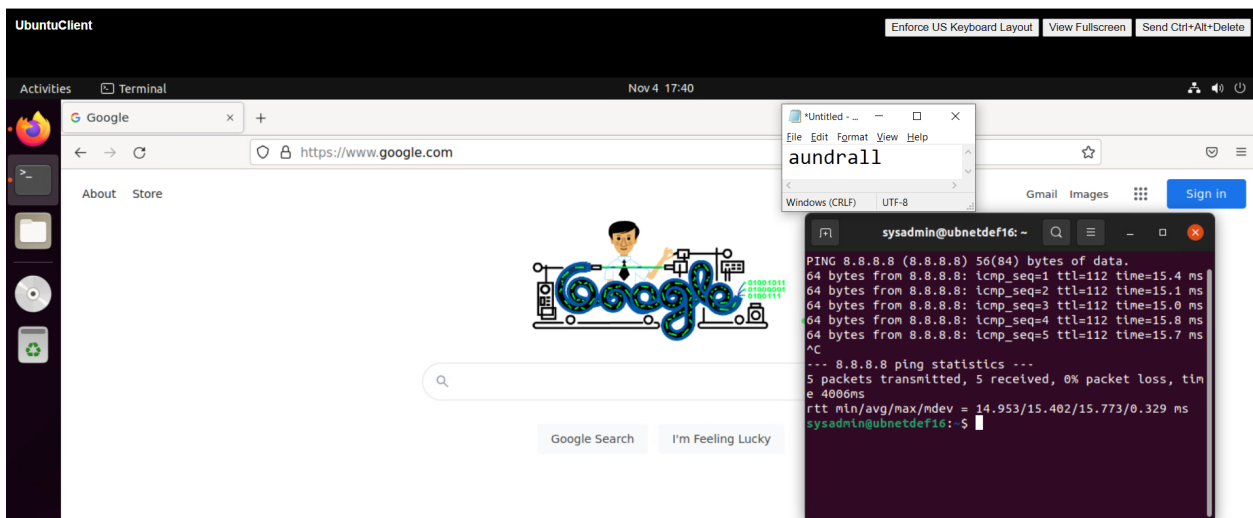 UbuntuClient
Enforce US Keyboard Layout View Fullscreen Send Ctrl+Alt+Delete
Activities Terminal Nov 4 17:40
G Google × +
https://www.google.com
*Untitled - ...
File Edit Format View Help
aundrall
Windows (CRLF) UTF-8
About Store
Gmail Images Sign in
Google
01001011
01000001
0100111
Google Search I'm Feeling Lucky
sysadmin@ubnetdef16: ~
PING 8.8.8.8 (8.8.8.8) 56(84) bytes of data.
64 bytes from 8.8.8.8: icmp_seq=1 ttl=112 time=15.4 ms
64 bytes from 8.8.8.8: icmp_seq=2 ttl=112 time=15.1 ms
64 bytes from 8.8.8.8: icmp_seq=3 ttl=112 time=15.0 ms
64 bytes from 8.8.8.8: icmp_seq=4 ttl=112 time=15.8 ms
64 bytes from 8.8.8.8: icmp_seq=5 ttl=112 time=15.7 ms
^C
--- 8.8.8.8 ping statistics ---
5 packets transmitted, 5 received, 0% packet loss, tim
e 4006ms
rtt min/avg/max/mdev = 14.953/15.402/15.773/0.329 ms
sysadmin@ubnetdef16:~$